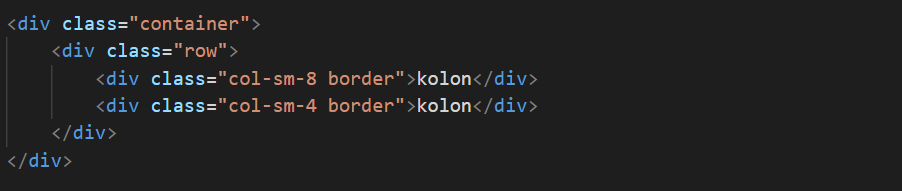 <div class="container">
    <div class="row">
        <div class="col-sm-8 border">kolon</div>
        <div class="col-sm-4 border">kolon</div>
    </div>
</div>